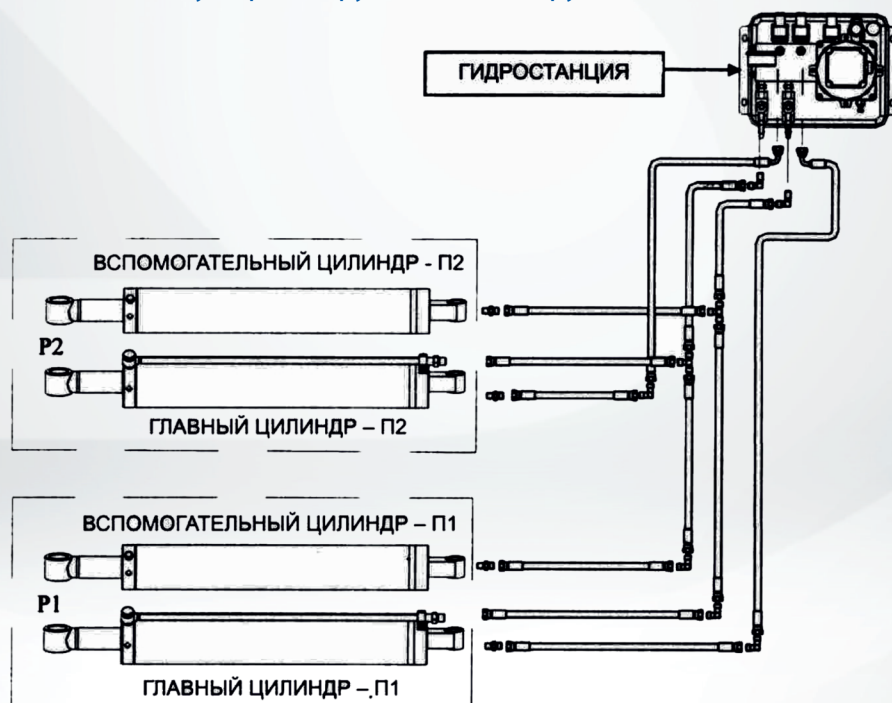 ГИДРОСТАНЦИЯ
ВСПОМОГАТЕЛЬНЫЙ ЦИЛИНДР - П2
P2
ГЛАВНЫЙ ЦИЛИНДР – П2
ВСПОМОГАТЕЛЬНЫЙ ЦИЛИНДР – П1
P1
ГЛАВНЫЙ ЦИЛИНДР – П1